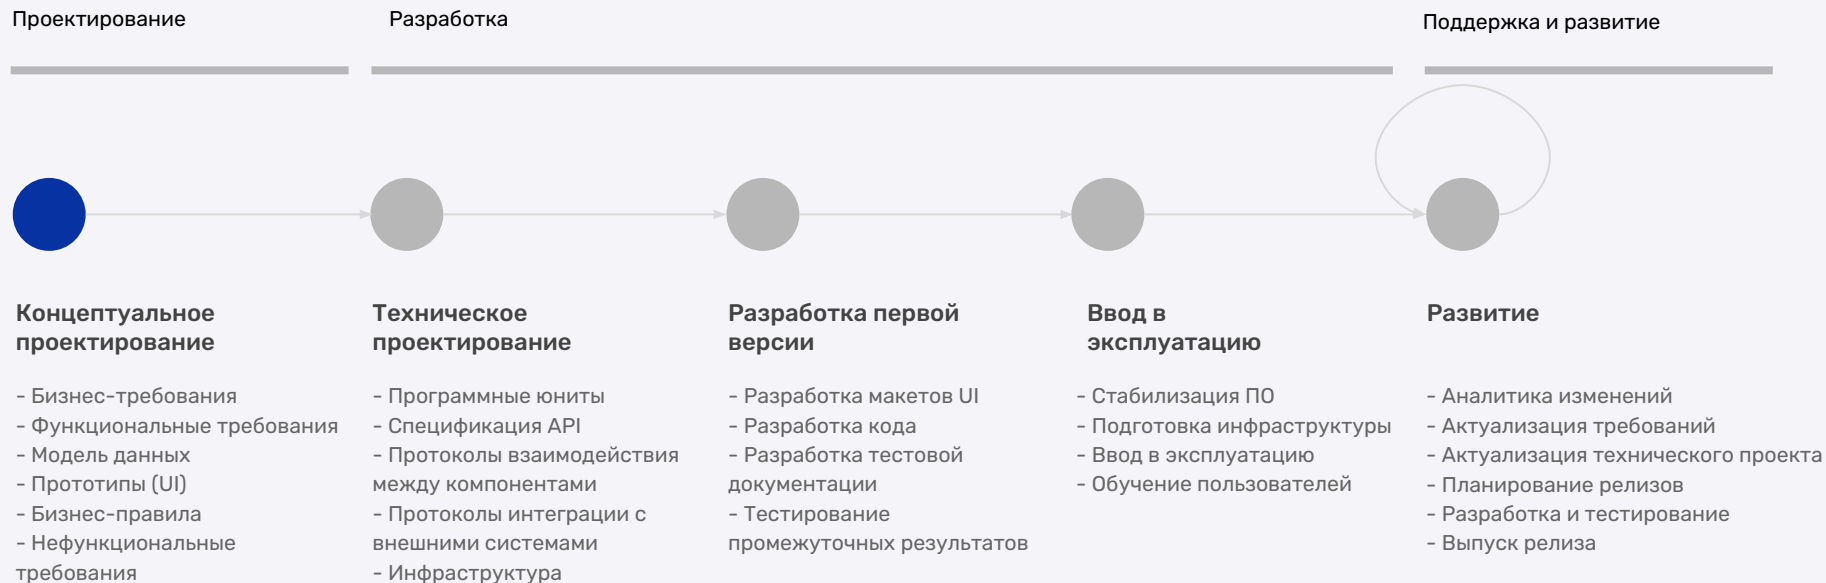 Проектирование
Разработка
Поддержка и развитие
Концептуальное
проектирование
- Бизнес-требования
- Функциональные требования
- Модель данных
- Прототипы (UI)
- Бизнес-правила
- Нефункциональные
требования
Техническое
проектирование
- Программные юниты
- Спецификация API
- Протоколы взаимодействия
между компонентами
- Протоколы интеграции с
внешними системами
- Инфраструктура
Разработка первой
версии
- Разработка макетов UI
- Разработка кода
- Разработка тестовой
документации
- Тестирование
промежуточных результатов
Ввод в
эксплуатацию
- Стабилизация ПО
- Подготовка инфраструктуры
- Ввод в эксплуатацию
- Обучение пользователей
Развитие
- Аналитика изменений
- Актуализация требований
- Актуализация технического проекта
- Планирование релизов
- Разработка и тестирование
- Выпуск релиза